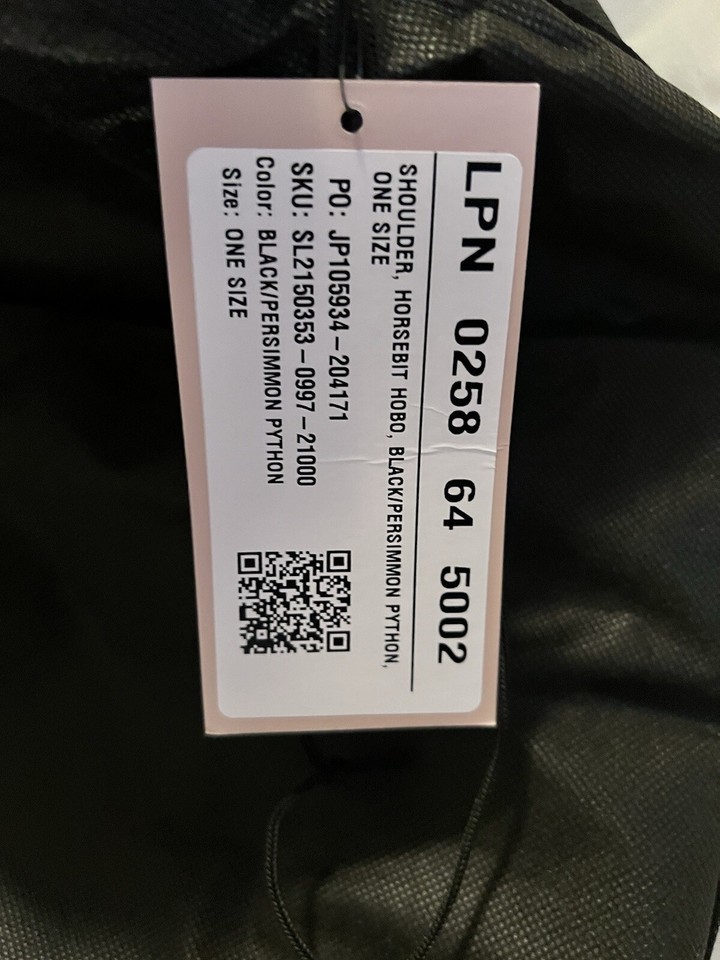 LPN 0258 64 5002
SHOULDER, HORSEBIT HOBO, BLACK/PERSIMMON PYTHON,
ONE SIZE
PO: JP105934-204171
SKU: SL2150353-0997-21000
Color: BLACK/PERSIMMON PYTHON
Size: ONE SIZE